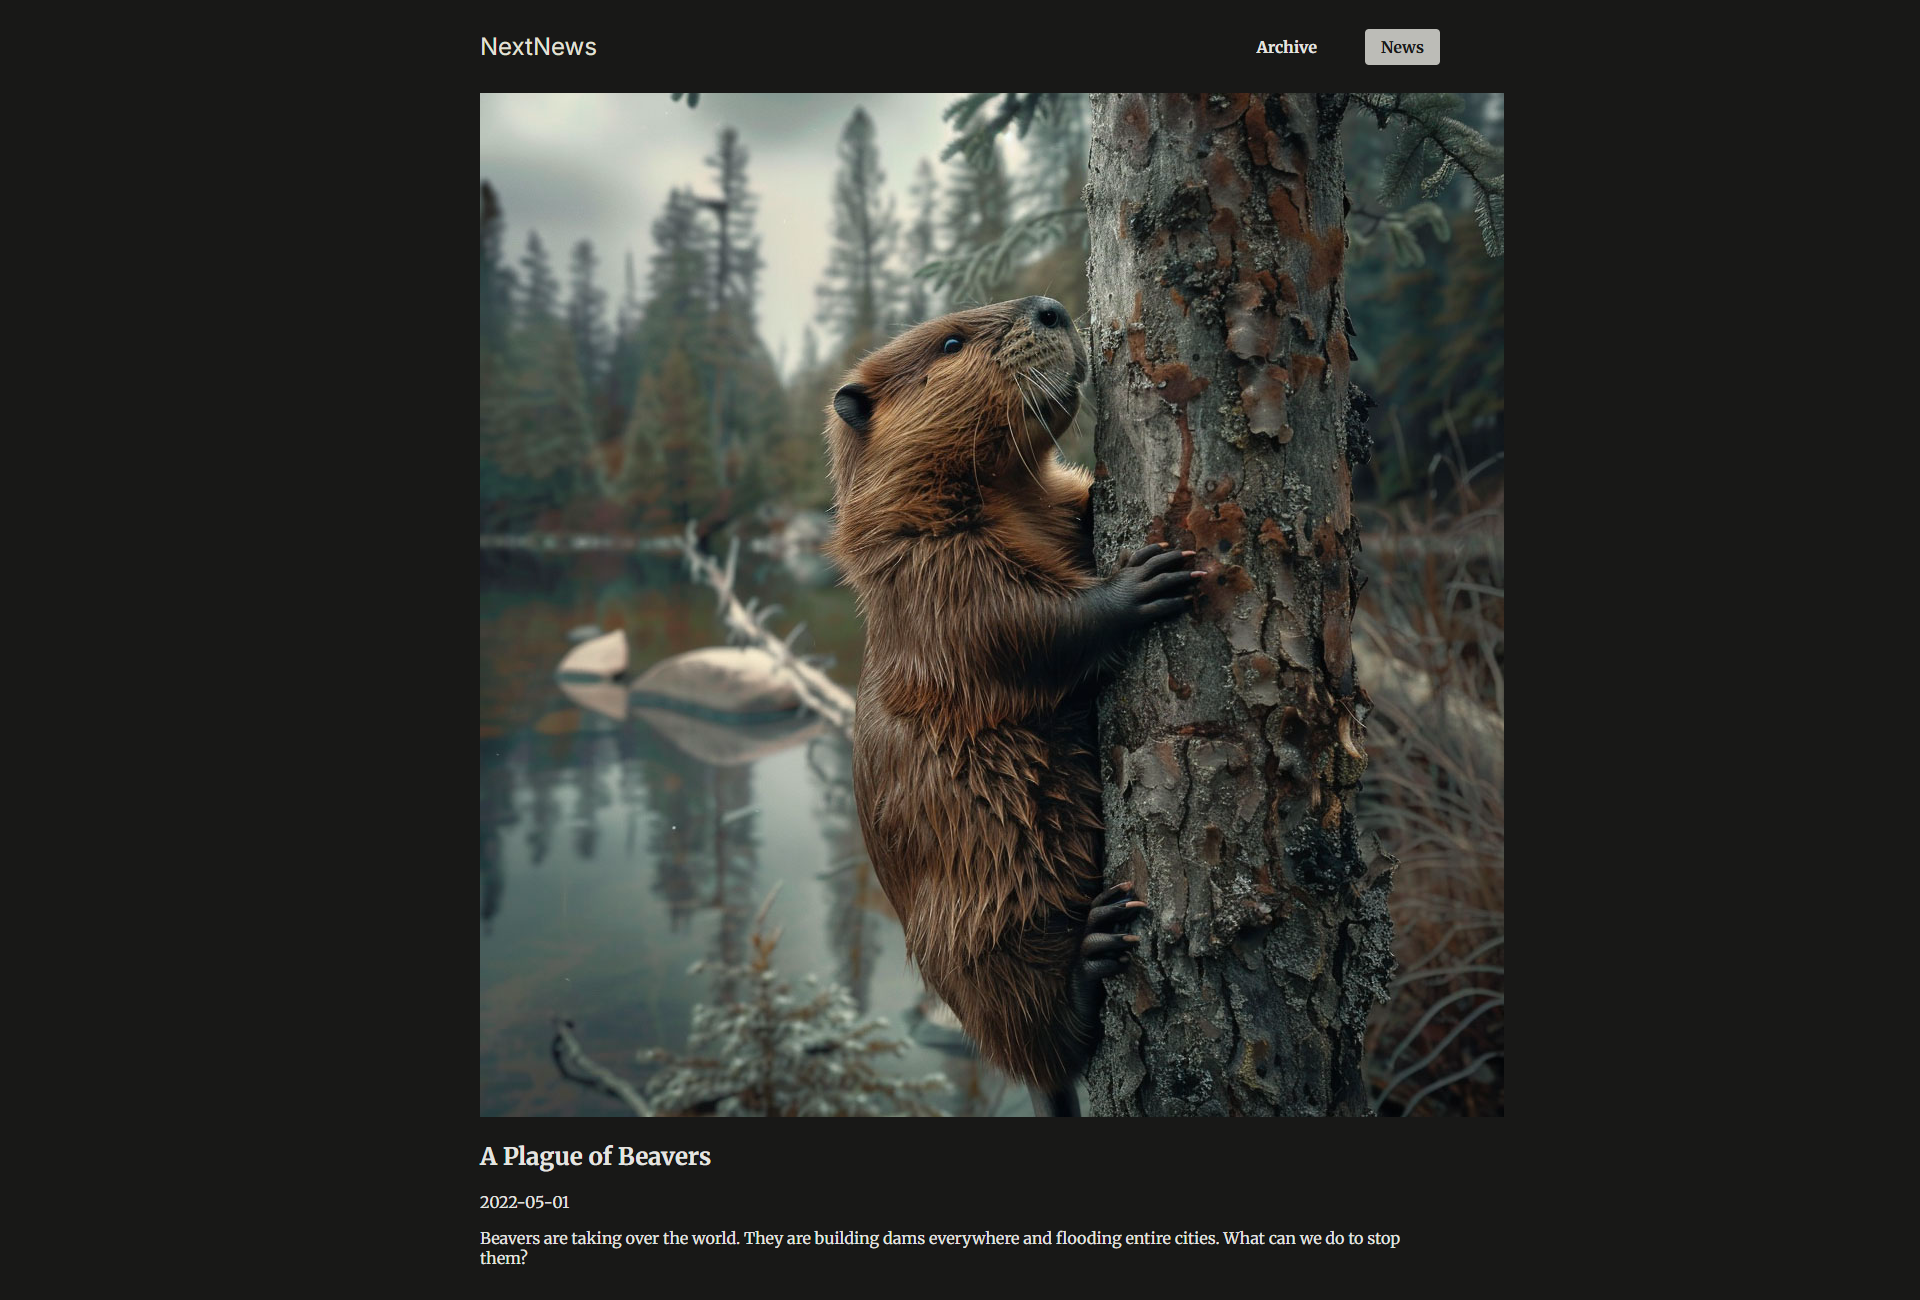 NextNews
Archive
News
A Plague of Beavers
2022-05-01
Beavers are taking over the world. They are building dams everywhere and flooding entire cities. What can we do to stop
them?